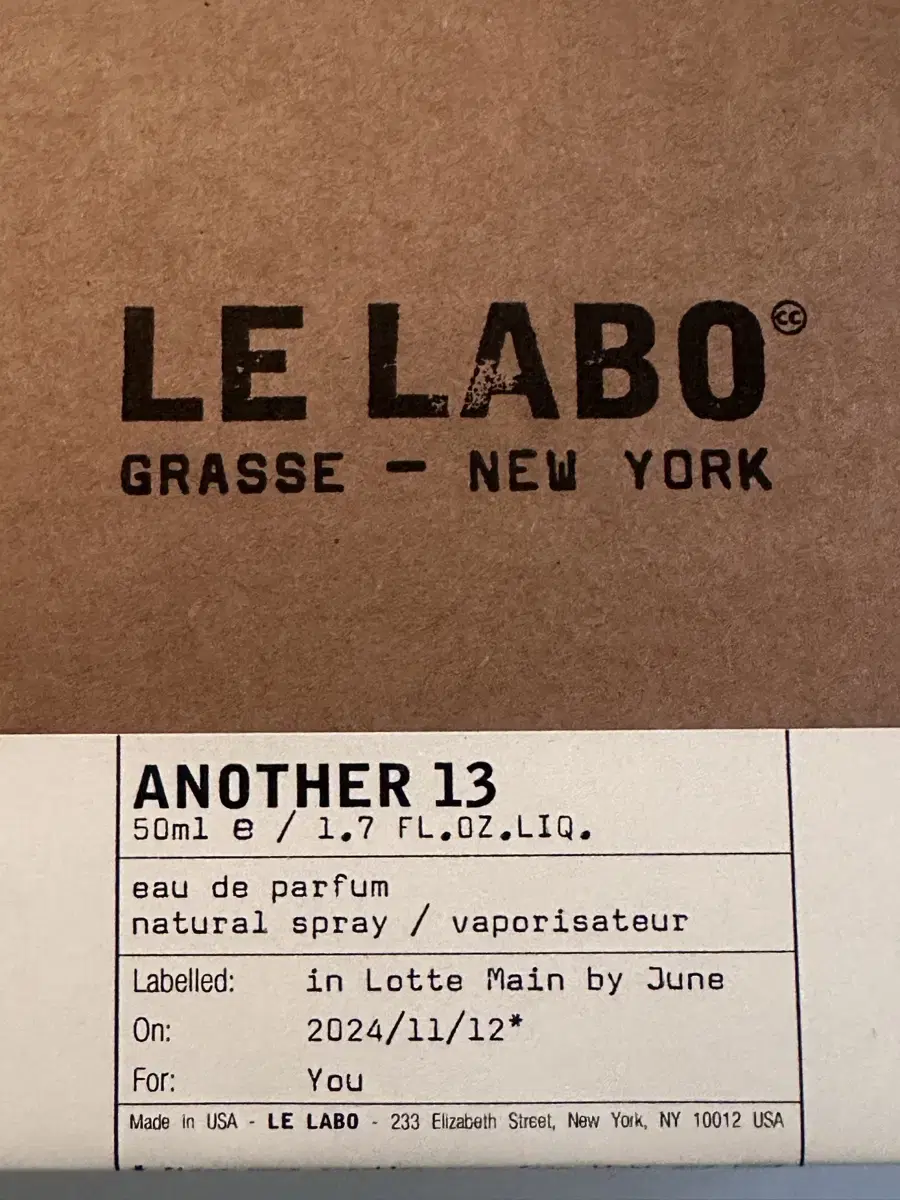 LE LABO
cc
GRASSE - NEW YORK
ANOTHER 13
50ml e / 1.7 FL.OZ.LIQ.
eau de parfum
natural spray / vaporisateur
Labelled: in Lotte Main by June
On: 2024/11/12*
For: You
Made in USA - LE LABO - 233 Elizabeth Street, New York, NY 10012 USA